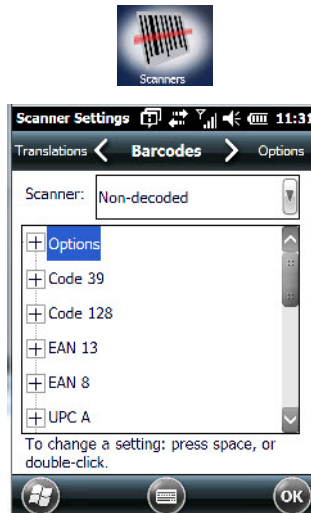 Scanners
Scanner Settings 11:31
Translations Barcodes Options
Scanner: Non-decoded
Options
Code 39
Code 128
EAN 13
EAN 8
UPC A
To change a setting: press space, or
double-click.
OK